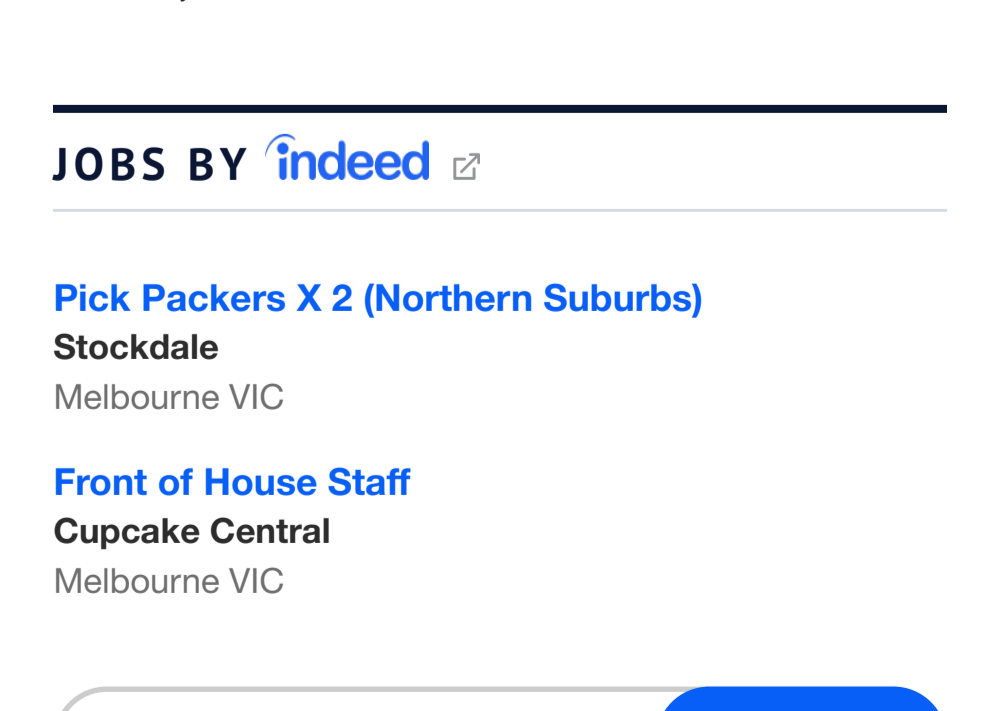 JOBS BY indeed
Pick Packers X 2 (Northern Suburbs)
Stockdale
Melbourne VIC
Front of House Staff
Cupcake Central
Melbourne VIC